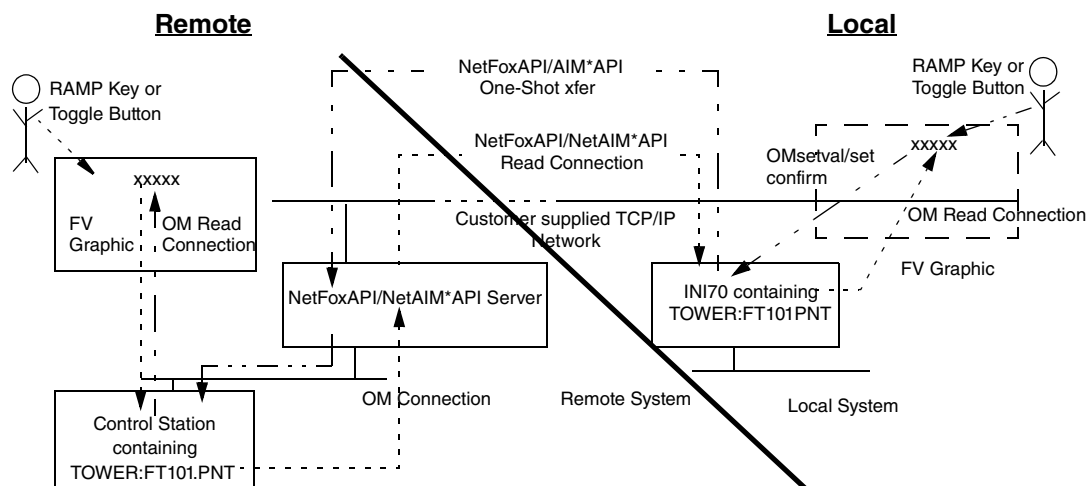 Remote
Local
RAMP Key or
Toggle Button
NetFoxAPI/AIM*API
One-Shot xfer
RAMP Key or
Toggle Button
NetFoxAPI/NetAIM*API
Read Connection
OMsetval/set
confirm
xxxxx
xxxxx
FV
Graphic
OM Read
Connection
Customer supplied TCP/IP
Network
OM Read Connection
FV Graphic
NetFoxAPI/NetAIM*API Server
INI70 containing
TOWER:FT101PNT
OM Connection
Remote System
Local System
Control Station
containing
TOWER:FT101.PNT